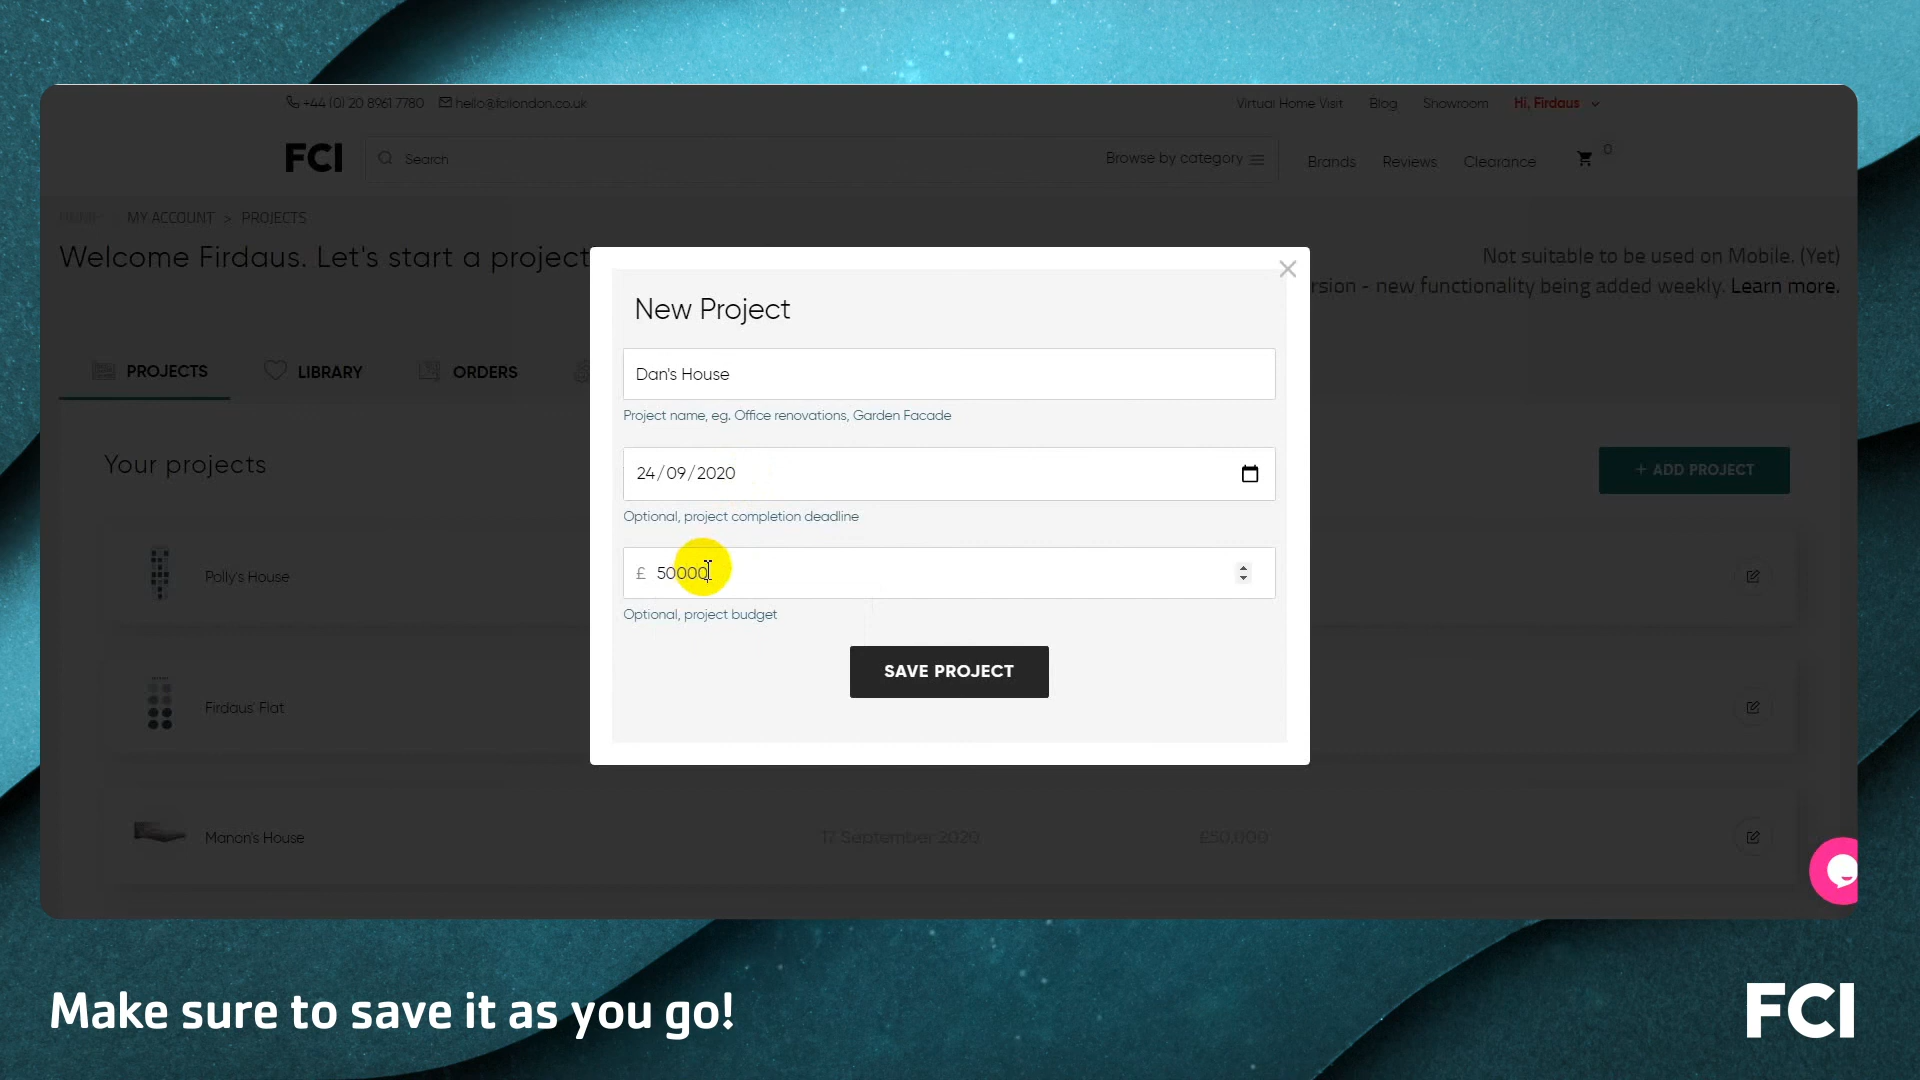 +44 (0) 20 8961 7780 hello@fcilondon.co.uk
Virtual Home Visit Blog Showroom Hi, Firdaus
FCI Search Browse by category Brands Reviews Clearance 0
HOME > MY ACCOUNT > PROJECTS
Welcome Firdaus. Let's start a project
Not suitable to be used on Mobile. (Yet)
rsion - new functionality being added weekly. Learn more.
PROJECTS LIBRARY ORDERS
Your projects
+ ADD PROJECT
New Project
Dan's House
Project name, eg. Office renovations, Garden Facade
24/09/2020
Optional, project completion deadline
£ 50000
Optional, project budget
SAVE PROJECT
Polly's House
Firdaus' Flat
Manon's House 17 September 2020 £50,000
Make sure to save it as you go!
FCI